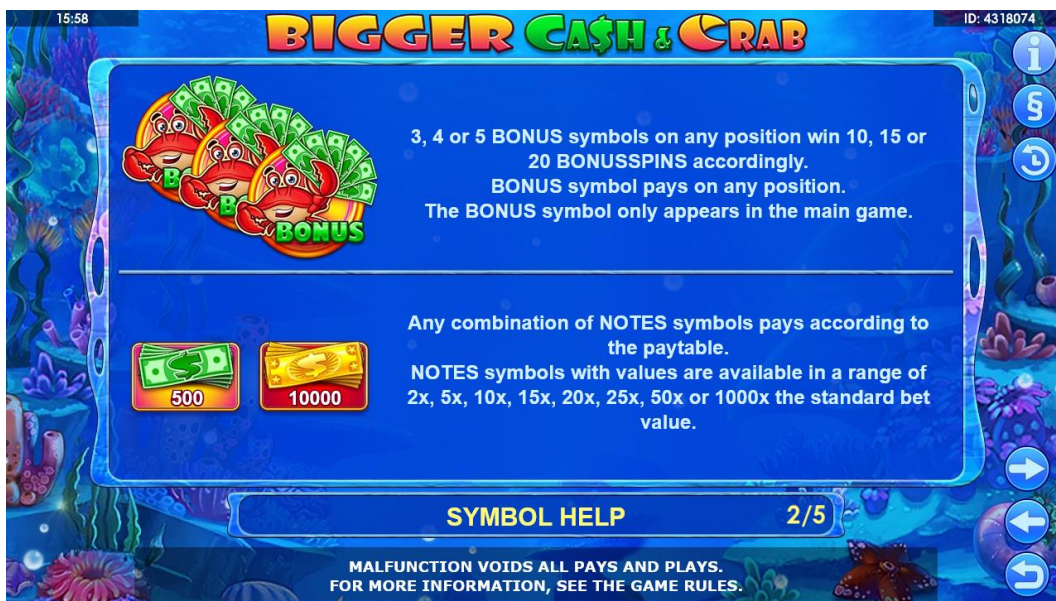 15:58
BIGGER CA$H & CRAB
ID: 4318074
B
B
BONUS
3, 4 or 5 BONUS symbols on any position win 10, 15 or
20 BONUSSPINS accordingly.
BONUS symbol pays on any position.
The BONUS symbol only appears in the main game.
500
10000
Any combination of NOTES symbols pays according to
the paytable.
NOTES symbols with values are available in a range of
2x, 5x, 10x, 15x, 20x, 25x, 50x or 1000x the standard bet
value.
SYMBOL HELP
2/5
MALFUNCTION VOIDS ALL PAYS AND PLAYS.
FOR MORE INFORMATION, SEE THE GAME RULES.